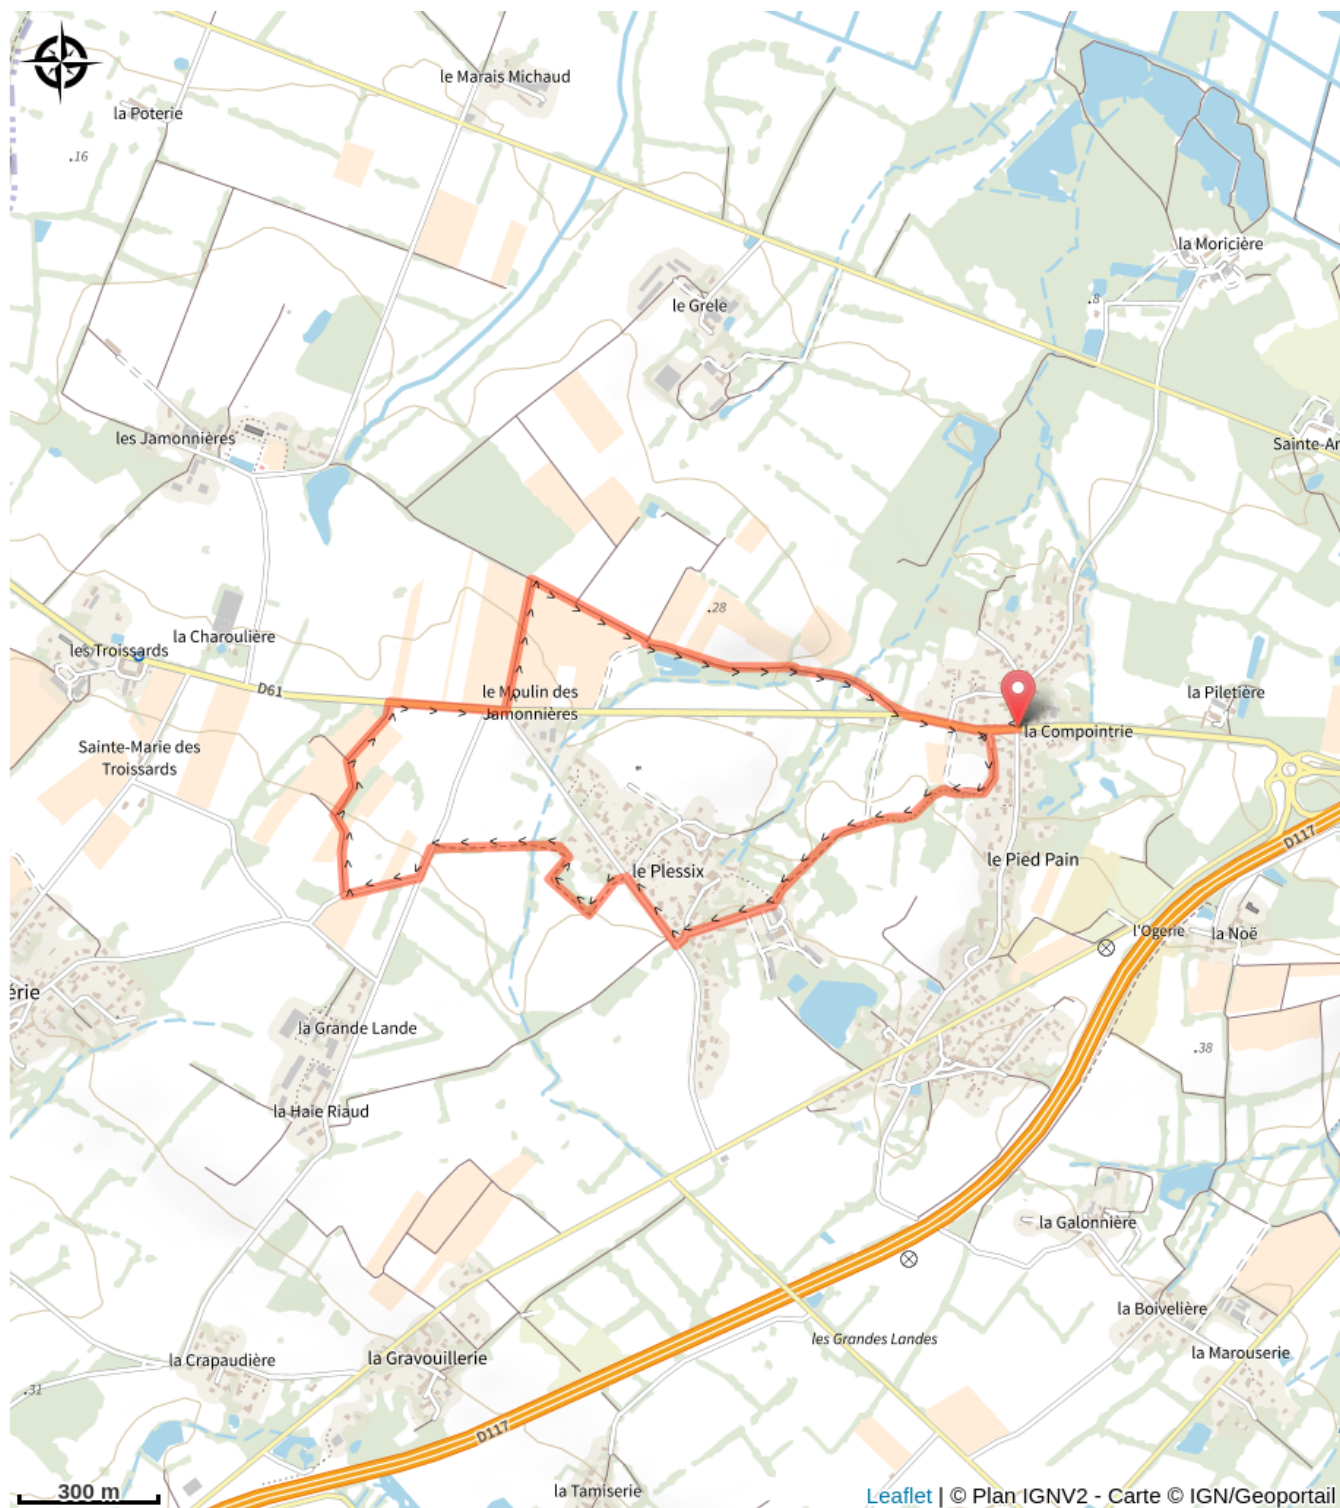 le Marais Michaud
la Poterie
.16
la Moricière
.8
le Grele
les Jamonnières
Sainte-Ar
.28
la Charoulière
les Troissards
D61
le Moulin des
Jamonnières
la Piletière
la Compointrie
Sainte-Marie des
Troissards
D117
le Pied Pain
le Plessix
l'Ogerie
la Noë
érie
la Grande Lande
.38
la Haie Riaud
la Galonnière
la Boivelière
les Grandes Landes
la Marouserie
la Crapaudière
la Gravouillerie
.31
D117
300 m
la Tamiserie
Leaflet | © Plan IGNV2 - Carte © IGN/Geoportail